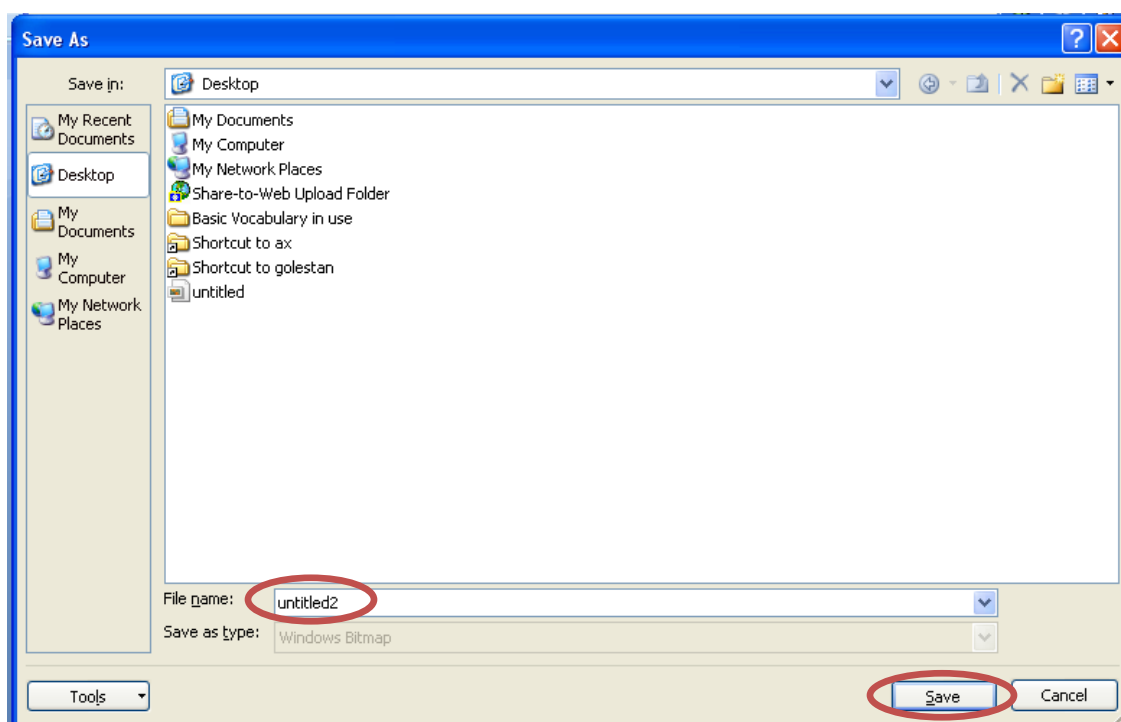 Save As
Save in:
Desktop
My Recent
Documents
Desktop
My
Documents
My
Computer
My Network
Places
My Documents
My Computer
My Network Places
Share-to-Web Upload Folder
Basic Vocabulary in use
Shortcut to ax
Shortcut to golestan
untitled
File name:
untitled2
Save as type:
Windows Bitmap
Tools
Save
Cancel